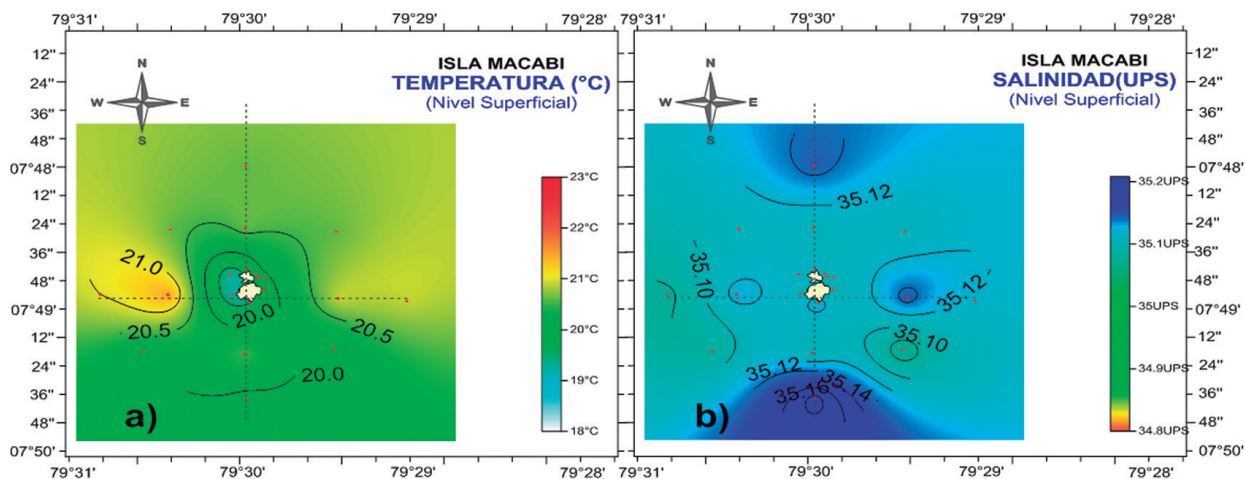 79°31' 79°30' 79°29' 79°28' 79°31' 79°30' 79°29' 79°28'
12"
24"
36"
48"
07°48'
12"
24"
36"
48"
07°49'
12"
24"
36"
48"
07°50'
N
W E
S
ISLA MACABI
TEMPERATURA (°C)
(Nivel Superficial)
23°C
22°C
21°C
20°C
19°C
18°C
21.0
20.5
20.0
20.5
20.0
a)
N
W E
S
ISLA MACABI
SALINIDAD(UPS)
(Nivel Superficial)
35.2UPS
35.1UPS
35UPS
34.9UPS
34.8UPS
35.12
35.10
35.12
35.10
35.12
35.14
35.16
b)
12"
24"
36"
48"
07°48'
12"
24"
36"
48"
07°49'
12"
24"
36"
48"
07°50'
79°31' 79°30' 79°29' 79°28' 79°31' 79°30' 79°29' 79°28'